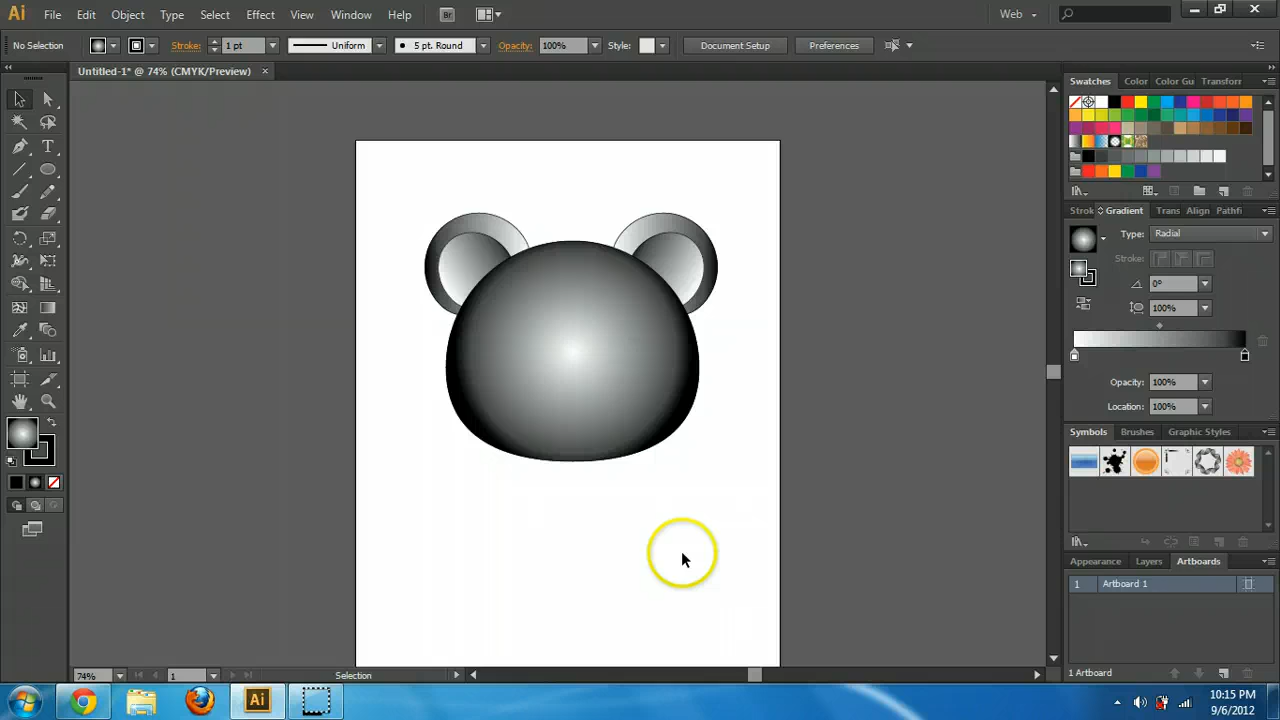 Ai File Edit Object Type Select Effect View Window Help Br Web
No Selection Stroke: 1 pt Uniform 5 pt. Round Opacity: 100% Style: Document Setup Preferences
Untitled-1* @ 74% (CMYK/Preview)
Swatches Color Color Gu Transform
Strok Gradient Trans Align Pathfi
Type: Radial
Stroke:
0°
100%
Opacity: 100%
Location: 100%
Symbols Brushes Graphic Styles
Appearance Layers Artboards
1 Artboard 1
1 Artboard
74% 1 Selection
Ai
10:15 PM
9/6/2012